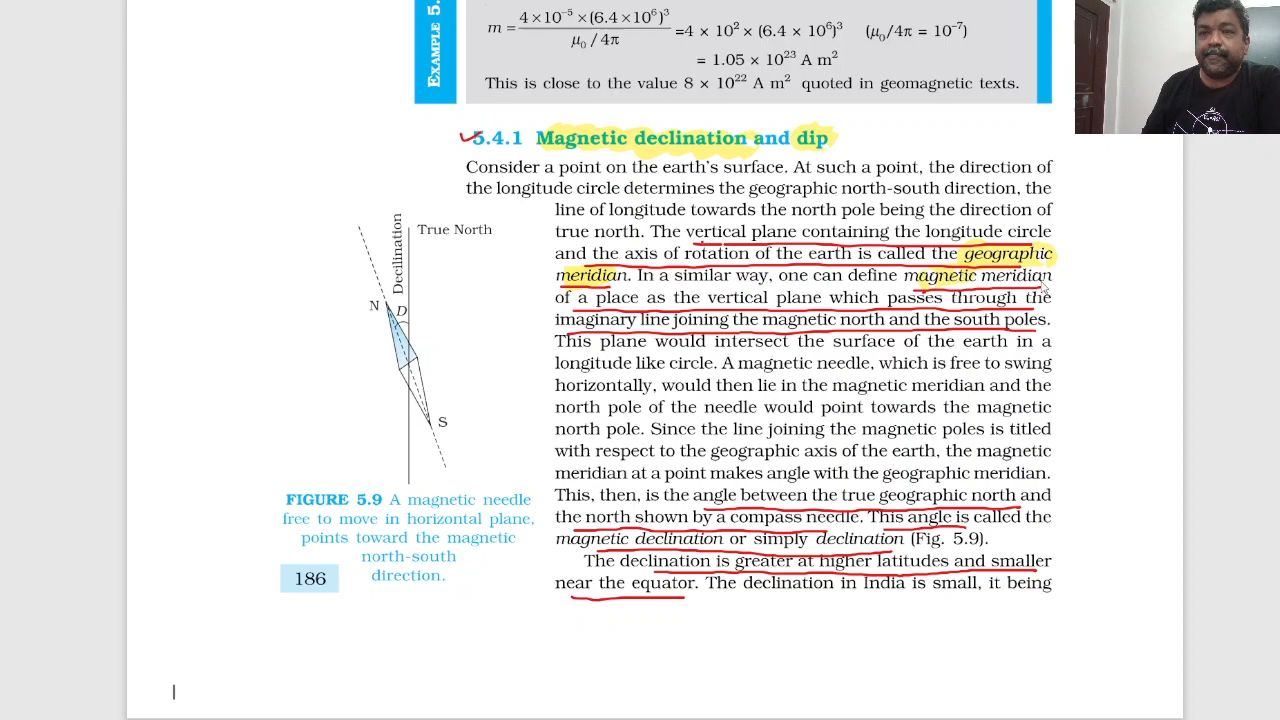 EXAMPLE 5.
m = 4×10⁻⁵×(6.4×10⁶)³ / μ₀ / 4π =4 × 10² × (6.4 × 10⁶)³ (μ₀/4π = 10⁻⁷)
= 1.05 × 10²³ A m²
This is close to the value 8 × 10²² A m² quoted in geomagnetic texts.
5.4.1 Magnetic declination and dip
Consider a point on the earth's surface. At such a point, the direction of
the longitude circle determines the geographic north-south direction, the
line of longitude towards the north pole being the direction of
true north. The vertical plane containing the longitude circle
and the axis of rotation of the earth is called the geographic
meridian. In a similar way, one can define magnetic meridian
of a place as the vertical plane which passes through the
imaginary line joining the magnetic north and the south poles.
This plane would intersect the surface of the earth in a
longitude like circle. A magnetic needle, which is free to swing
horizontally, would then lie in the magnetic meridian and the
north pole of the needle would point towards the magnetic
north pole. Since the line joining the magnetic poles is titled
with respect to the geographic axis of the earth, the magnetic
meridian at a point makes angle with the geographic meridian.
This, then, is the angle between the true geographic north and
the north shown by a compass needle. This angle is called the
magnetic declination or simply declination (Fig. 5.9).
The declination is greater at higher latitudes and smaller
near the equator. The declination in India is small, it being
Declination
True North
N
D
S
FIGURE 5.9 A magnetic needle
free to move in horizontal plane,
points toward the magnetic
north-south
direction.
186